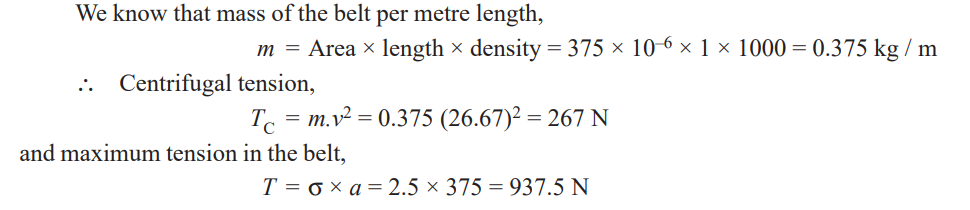 We know that mass of the belt per metre length,
m = Area × length × density = 375 × 10–6 × 1 × 1000 = 0.375 kg / m
∴ Centrifugal tension,
TC = m.v2 = 0.375 (26.67)2 = 267 N
and maximum tension in the belt,
T = σ × a = 2.5 × 375 = 937.5 N